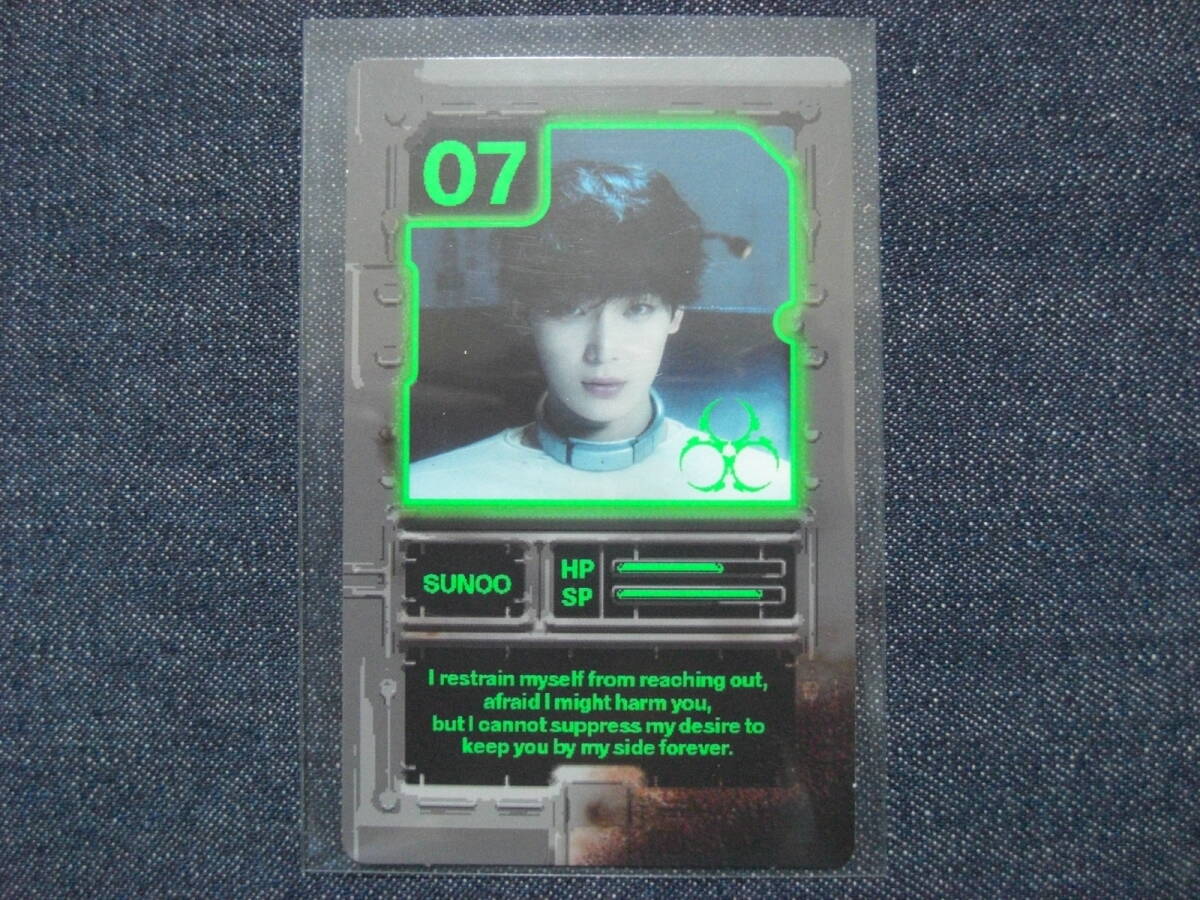 07
SUNOO
HP
SP
I restrain myself from reaching out,
afraid I might harm you,
but I cannot suppress my desire to
keep you by my side forever.